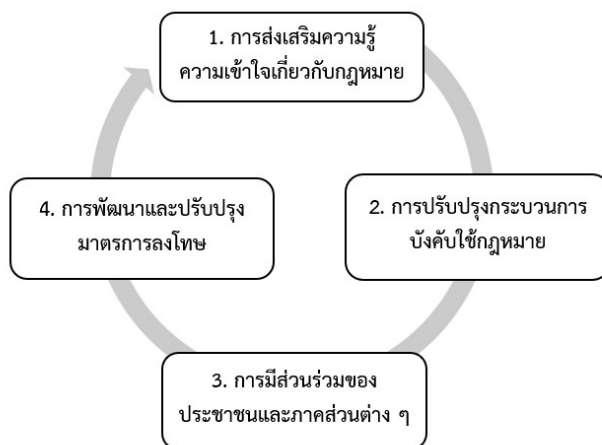 1. การส่งเสริมความรู้
ความเข้าใจเกี่ยวกับกฎหมาย
2. การปรับปรุงกระบวนการ
บังคับใช้กฎหมาย
3. การมีส่วนร่วมของ
ประชาชนและภาคส่วนต่าง ๆ
4. การพัฒนาและปรับปรุง
มาตรการลงโทษ